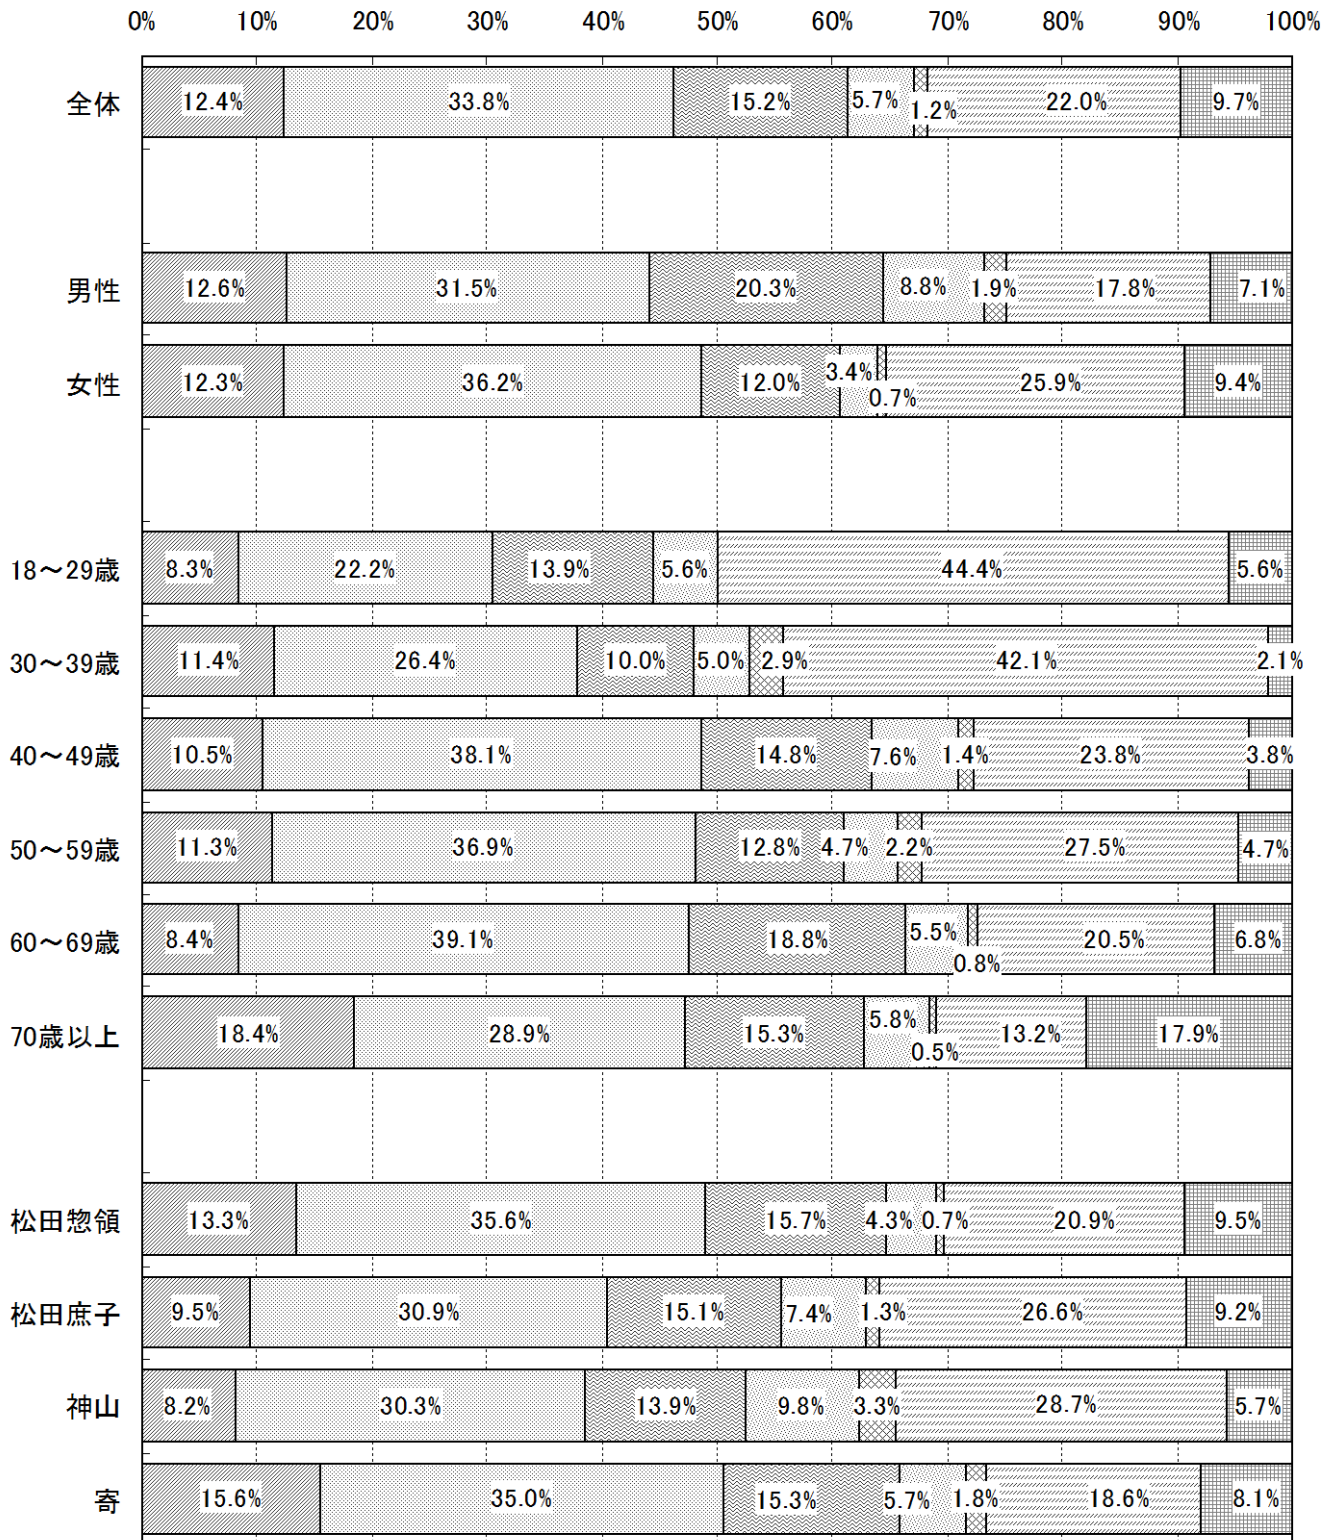 0% 10% 20% 30% 40% 50% 60% 70% 80% 90% 100%
全体 12.4% 33.8% 15.2% 5.7% 1.2% 22.0% 9.7%
男性 12.6% 31.5% 20.3% 8.8% 1.9% 17.8% 7.1%
女性 12.3% 36.2% 12.0% 3.4% 0.7% 25.9% 9.4%
18～29歳 8.3% 22.2% 13.9% 5.6% 44.4% 5.6%
30～39歳 11.4% 26.4% 10.0% 5.0% 2.9% 42.1% 2.1%
40～49歳 10.5% 38.1% 14.8% 7.6% 1.4% 23.8% 3.8%
50～59歳 11.3% 36.9% 12.8% 4.7% 2.2% 27.5% 4.7%
60～69歳 8.4% 39.1% 18.8% 5.5% 0.8% 20.5% 6.8%
70歳以上 18.4% 28.9% 15.3% 5.8% 0.5% 13.2% 17.9%
松田惣領 13.3% 35.6% 15.7% 4.3% 0.7% 20.9% 9.5%
松田庶子 9.5% 30.9% 15.1% 7.4% 1.3% 26.6% 9.2%
神山 8.2% 30.3% 13.9% 9.8% 3.3% 28.7% 5.7%
寄 15.6% 35.0% 15.3% 5.7% 1.8% 18.6% 8.1%